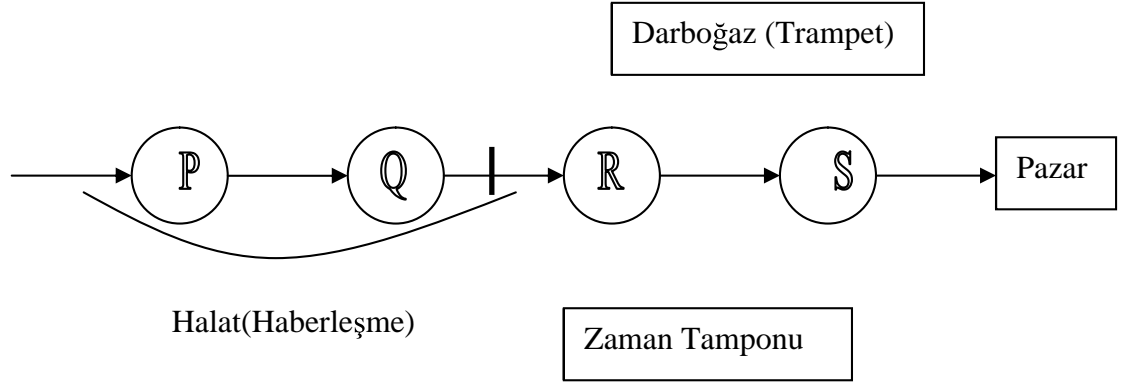 Darboğaz (Trampet)
P Q R S Pazar
Halat(Haberleşme)
Zaman Tamponu